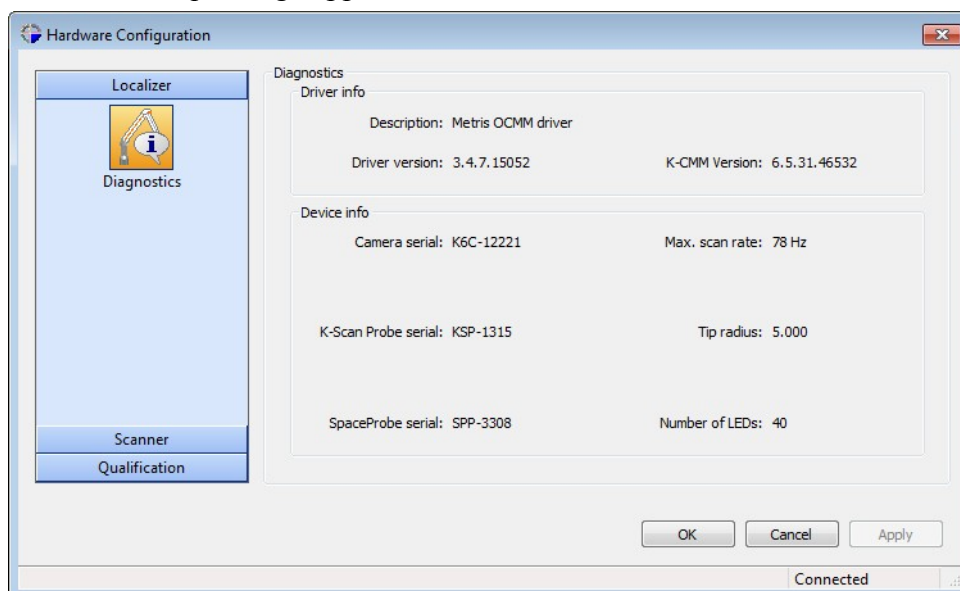 Hardware Configuration
Localizer
Diagnostics
Scanner
Qualification
Diagnostics
Driver info
Description: Metris OCMM driver
Driver version: 3.4.7.15052 K-CMM Version: 6.5.31.46532
Device info
Camera serial: K6C-12221 Max. scan rate: 78 Hz
K-Scan Probe serial: KSP-1315 Tip radius: 5.000
SpaceProbe serial: SPP-3308 Number of LEDs: 40
OK Cancel Apply
Connected